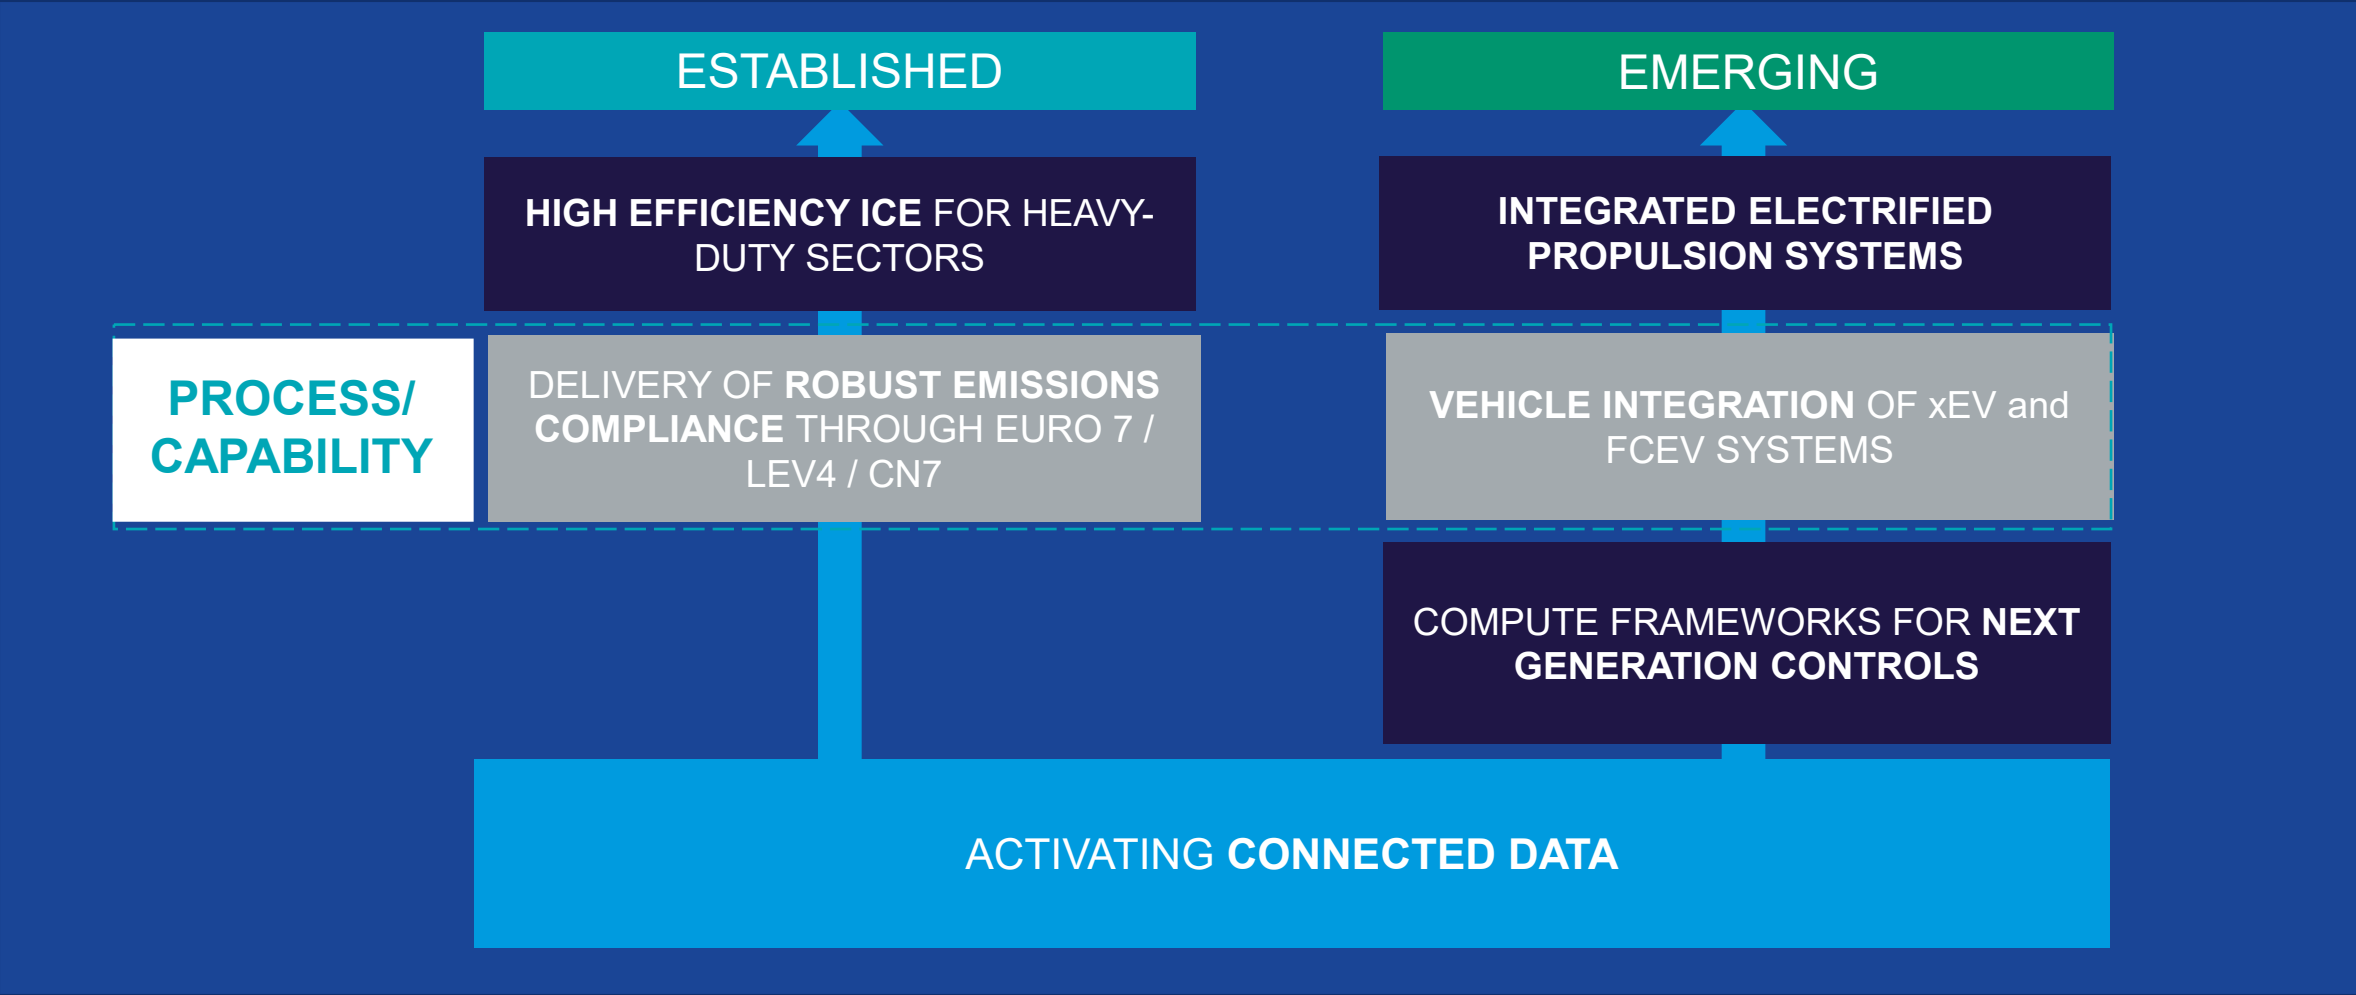 ESTABLISHED
EMERGING
HIGH EFFICIENCY ICE FOR HEAVY-
DUTY SECTORS
INTEGRATED ELECTRIFIED
PROPULSION SYSTEMS
PROCESS/
CAPABILITY
DELIVERY OF ROBUST EMISSIONS
COMPLIANCE THROUGH EURO 7 /
LEV4 / CN7
VEHICLE INTEGRATION OF xEV and
FCEV SYSTEMS
COMPUTE FRAMEWORKS FOR NEXT
GENERATION CONTROLS
ACTIVATING CONNECTED DATA